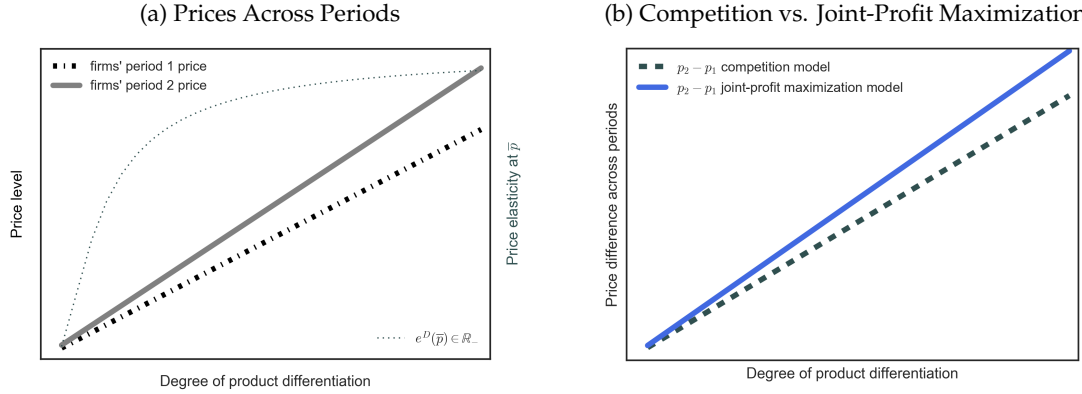 (a) Prices Across Periods
firms' period 1 price
firms' period 2 price
Price level
Price elasticity at p̅
e^D(p̅) ∈ ℝ_−
Degree of product differentiation
(b) Competition vs. Joint-Profit Maximization
p₂ − p₁ competition model
p₂ − p₁ joint-profit maximization model
Price difference across periods
Degree of product differentiation